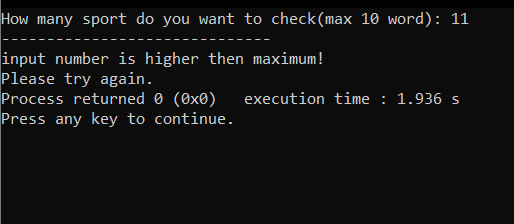 How many sport do you want to check(max 10 word): 11
------------------------------
input number is higher then maximum!
Please try again.
Process returned 0 (0x0)   execution time : 1.936 s
Press any key to continue.